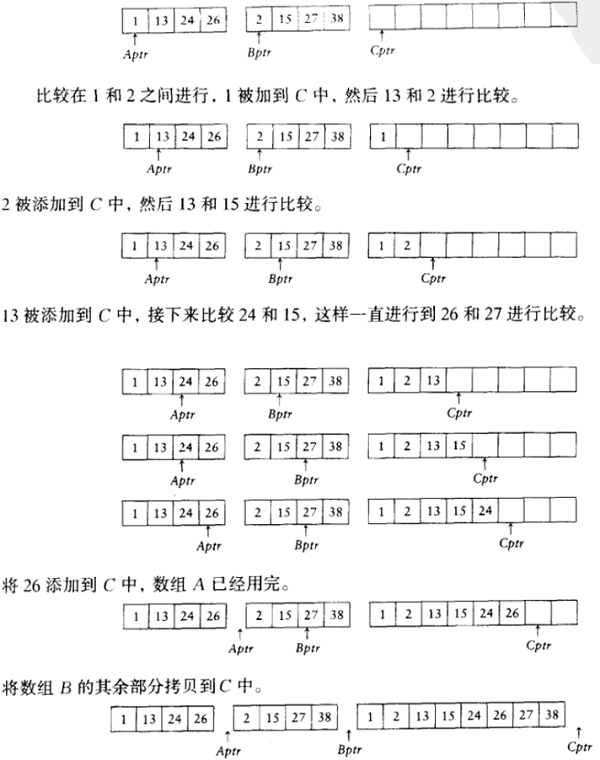 1 13 24 26 2 15 27 38
Aptr Bptr Cptr
比较在 1 和 2 之间进行，1 被加到 C 中，然后 13 和 2 进行比较。
1 13 24 26 2 15 27 38 1
Aptr Bptr Cptr
2 被添加到 C 中，然后 13 和 15 进行比较。
1 13 24 26 2 15 27 38 1 2
Aptr Bptr Cptr
13 被添加到 C 中，接下来比较 24 和 15，这样一直进行到 26 和 27 进行比较。
1 13 24 26 2 15 27 38 1 2 13
Aptr Bptr Cptr
1 13 24 26 2 15 27 38 1 2 13 15
Aptr Bptr Cptr
1 13 24 26 2 15 27 38 1 2 13 15 24
Aptr Bptr Cptr
将 26 添加到 C 中，数组 A 已经用完。
1 13 24 26 2 15 27 38 1 2 13 15 24 26
Aptr Bptr Cptr
将数组 B 的其余部分拷贝到 C 中。
1 13 24 26 2 15 27 38 1 2 13 15 24 26 27 38
Aptr Bptr Cptr